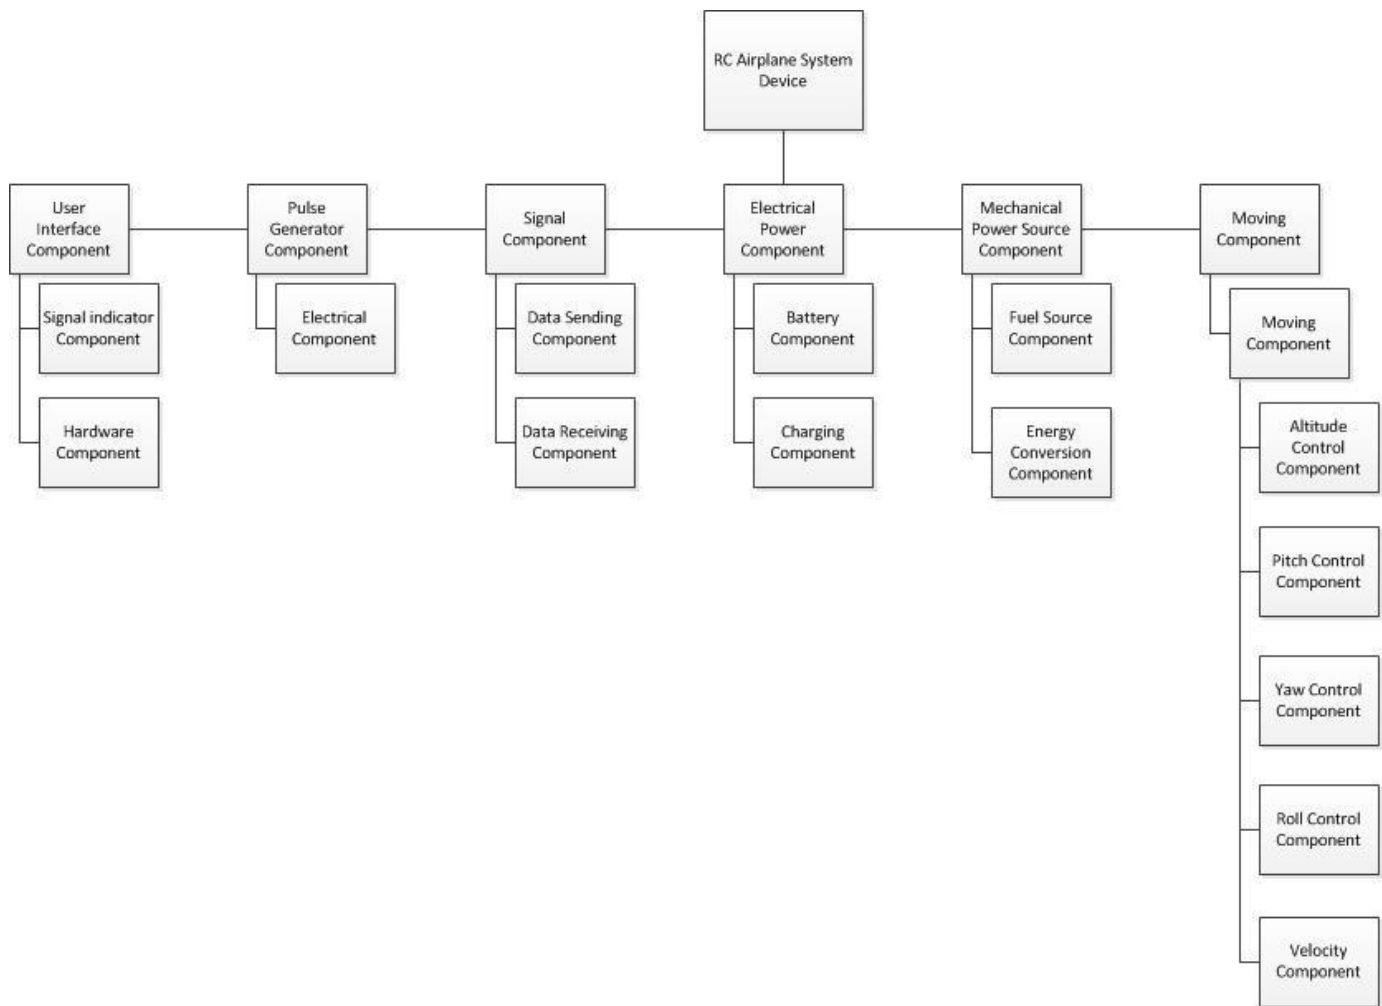 RC Airplane System
Device
User
Interface
Component
Pulse
Generator
Component
Signal
Component
Electrical
Power
Component
Mechanical
Power Source
Component
Moving
Component
Signal indicator
Component
Electrical
Component
Data Sending
Component
Battery
Component
Fuel Source
Component
Moving
Component
Hardware
Component
Data Receiving
Component
Charging
Component
Energy
Conversion
Component
Altitude
Control
Component
Pitch Control
Component
Yaw Control
Component
Roll Control
Component
Velocity
Component